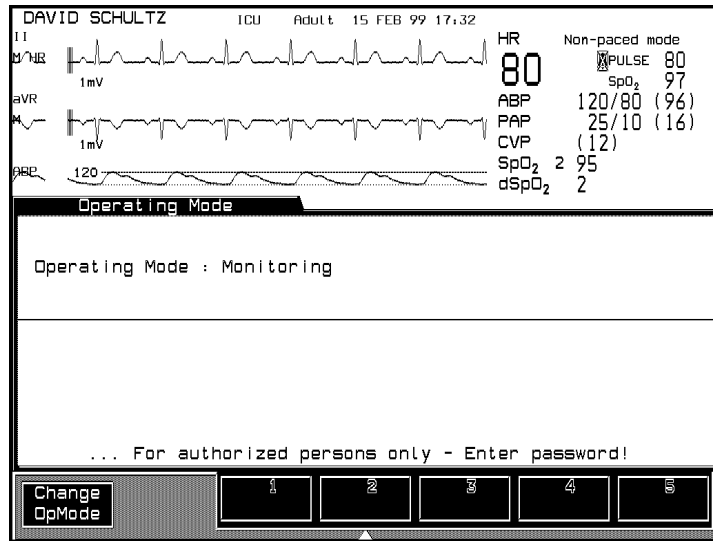 DAVID SCHULTZ ICU Adult 15 FEB 99 17:32
II
M HR
1mV
aVR
M
1mV
ABP
120
HR Non-paced mode
80
PULSE 80
SpO₂ 97
ABP 120/80 (96)
PAP 25/10 (16)
CVP (12)
SpO₂ 2 95
dSpO₂ 2
Operating Mode
Operating Mode : Monitoring
... For authorized persons only - Enter password!
Change
OpMode
1 2 3 4 5